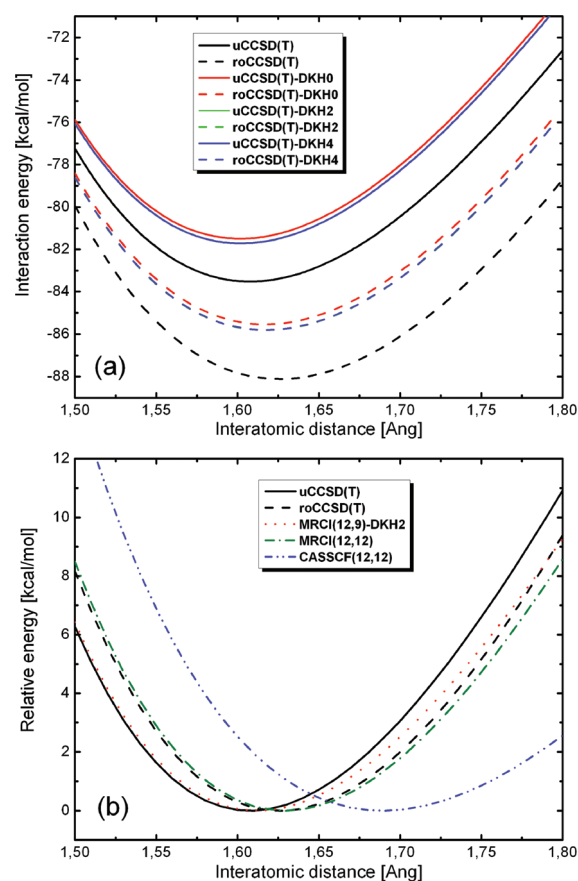 -72
-74
-76
-78
-80
-82
-84
-86
-88
Interaction energy [kcal/mol]
uCCSD(T)
roCCSD(T)
uCCSD(T)-DKH0
roCCSD(T)-DKH0
uCCSD(T)-DKH2
roCCSD(T)-DKH2
uCCSD(T)-DKH4
roCCSD(T)-DKH4
(a)
1,50 1,55 1,60 1,65 1,70 1,75 1,80
Interatomic distance [Ang]
12
10
8
6
4
2
0
Relative energy [kcal/mol]
uCCSD(T)
roCCSD(T)
MRCI(12,9)-DKH2
MRCI(12,12)
CASSCF(12,12)
(b)
1,50 1,55 1,60 1,65 1,70 1,75 1,80
Interatomic distance [Ang]